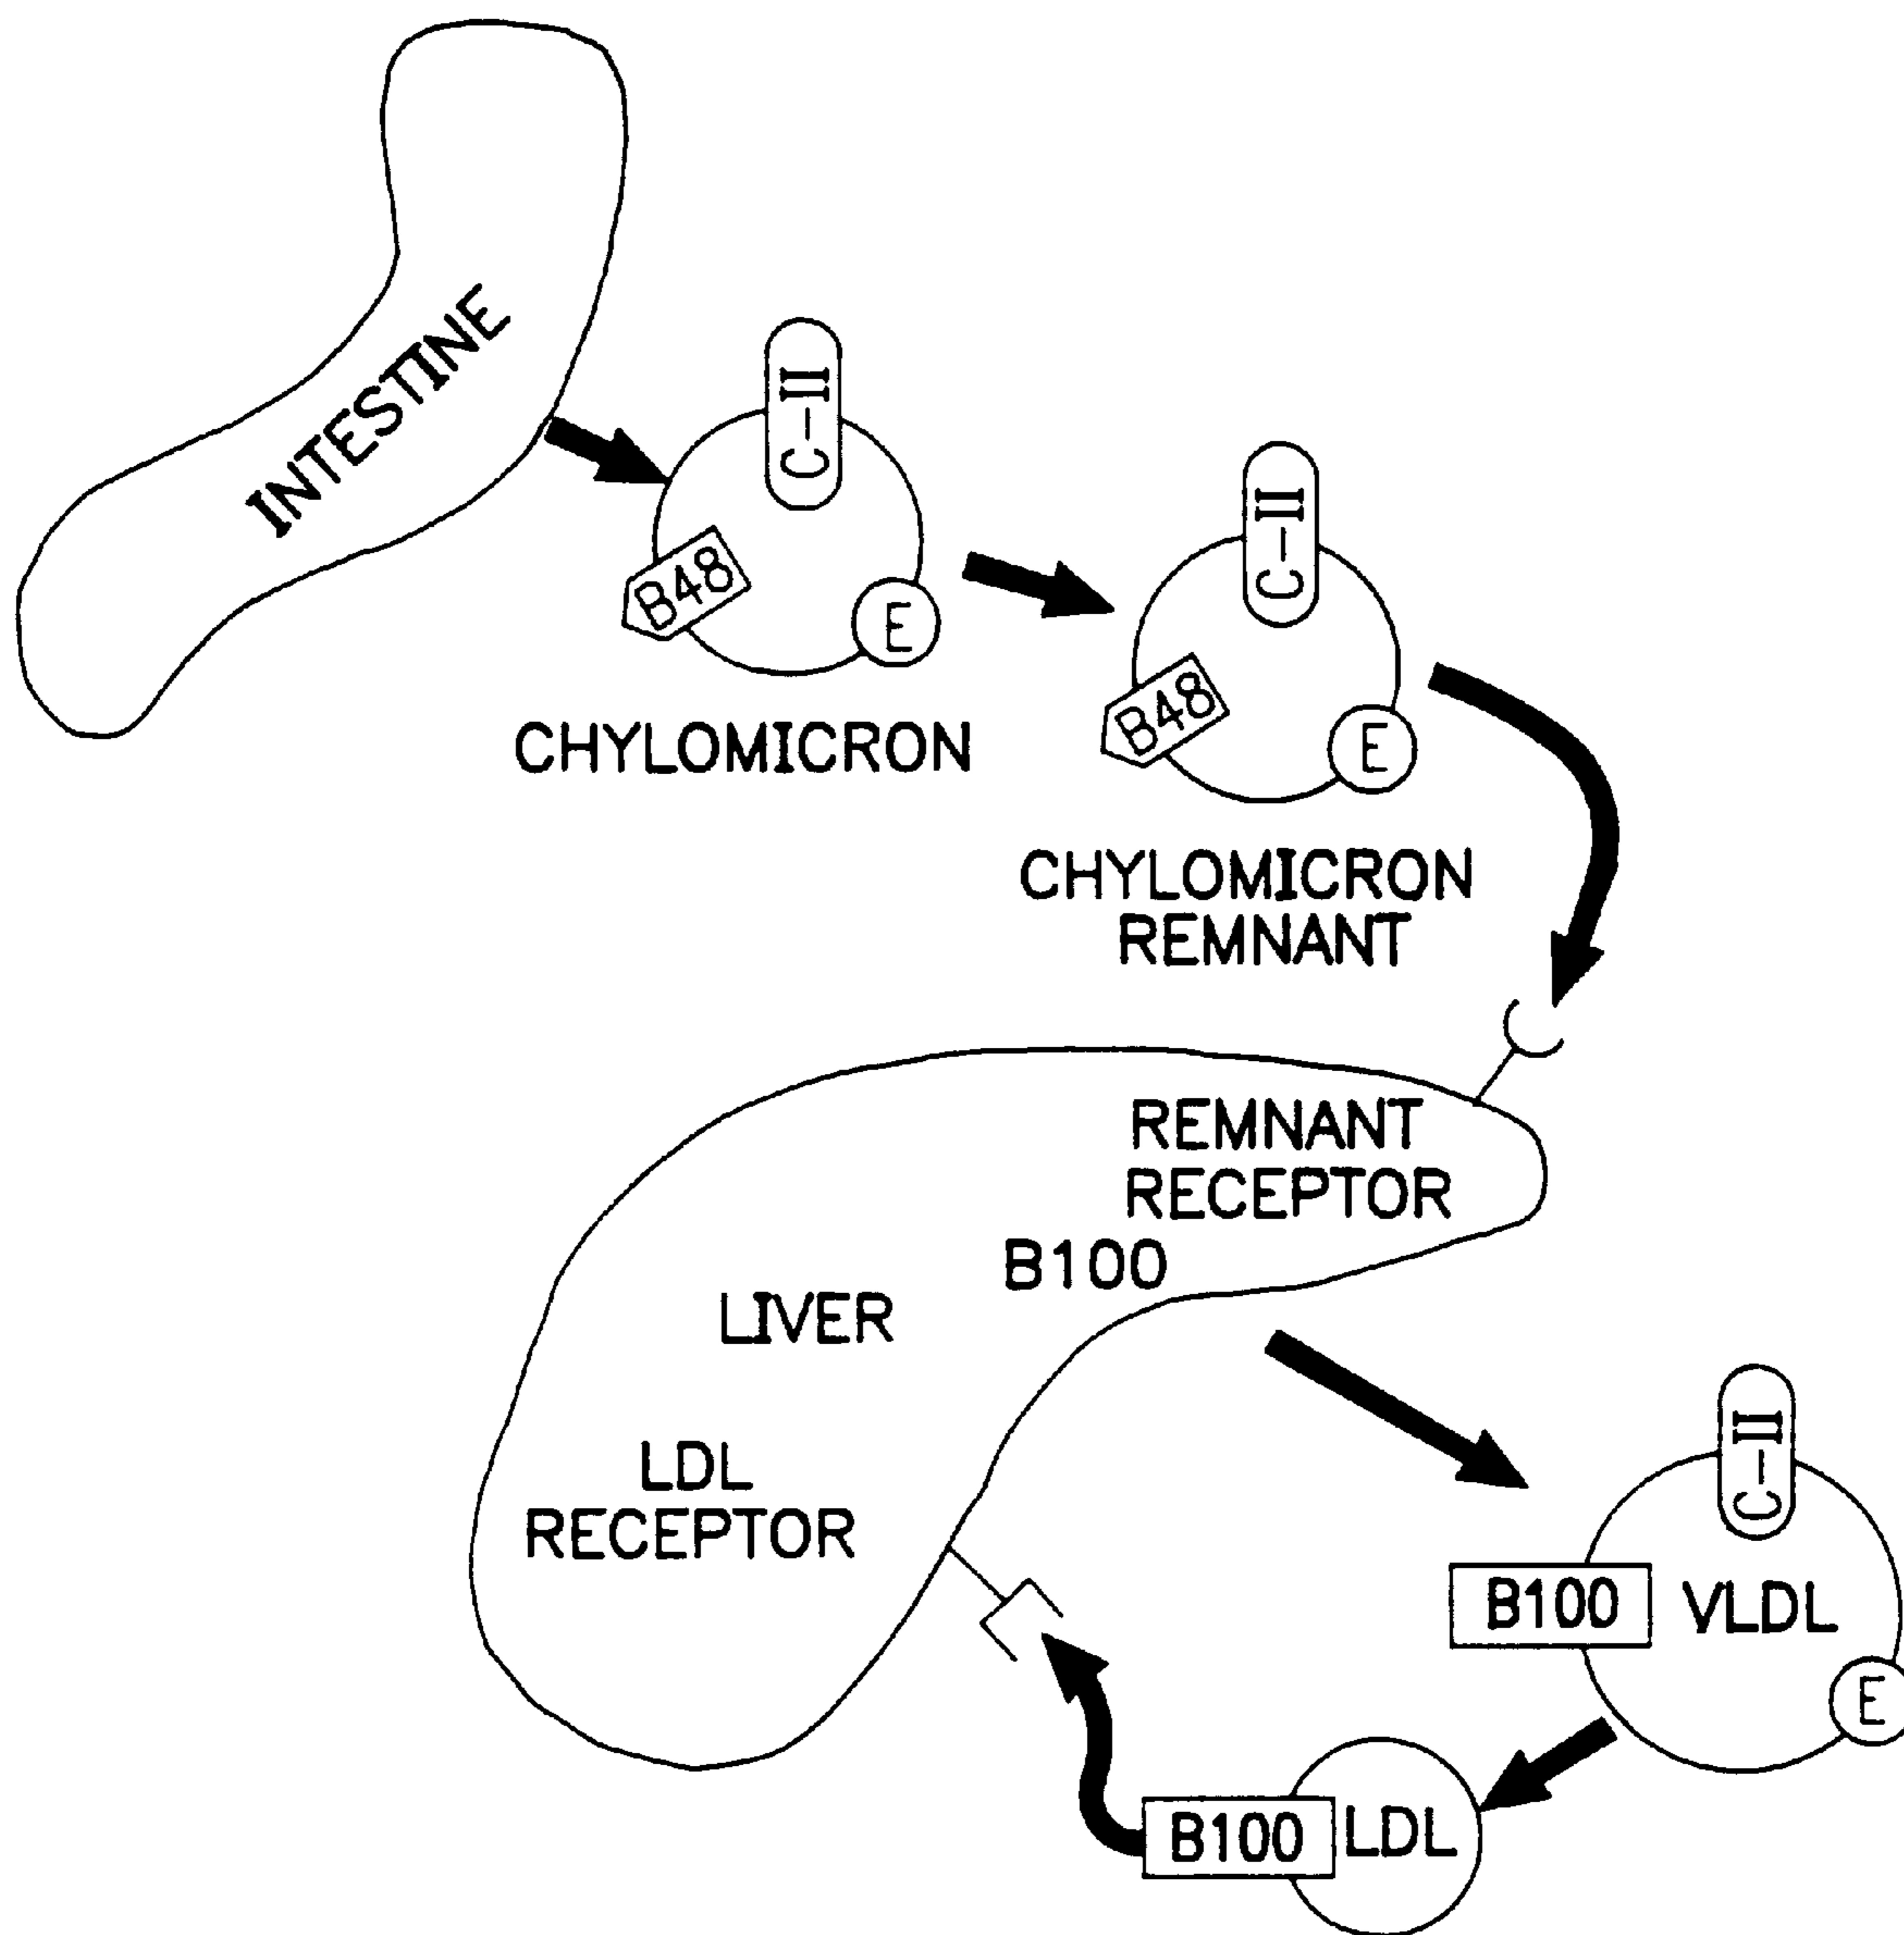 INTESTINE
C-II
B48
E
CHYLOMICRON
C-II
B48
E
CHYLOMICRON
REMNANT
REMNANT
RECEPTOR
B100
LIVER
LDL
RECEPTOR
C-II
B100 VLDL
E
B100 LDL